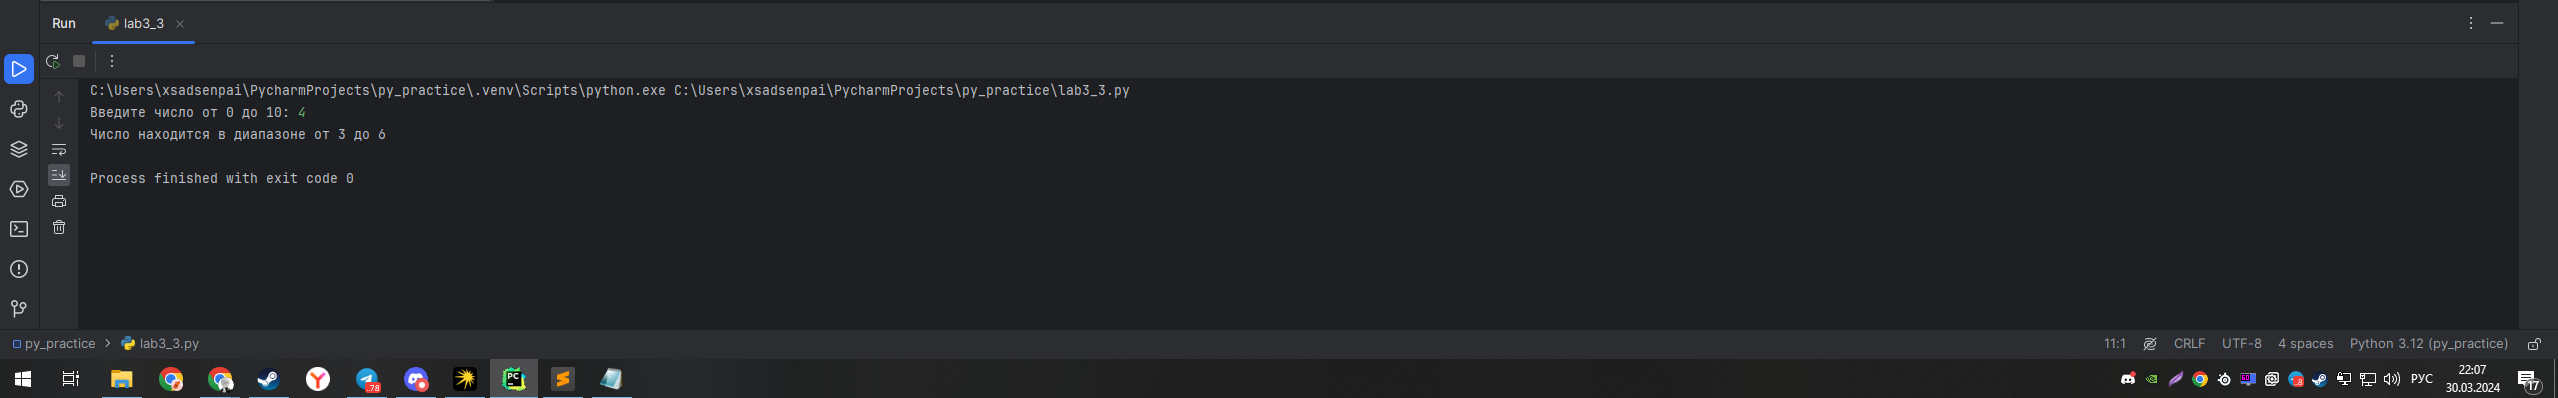 Run
lab3_3
C:\Users\xsadsenpai\PycharmProjects\py_practice\.venv\Scripts\python.exe C:\Users\xsadsenpai\PycharmProjects\py_practice\lab3_3.py
Введите число от 0 до 10: 4
Число находится в диапазоне от 3 до 6
Process finished with exit code 0
py_practice > lab3_3.py
11:1 CRLF UTF-8 4 spaces Python 3.12 (py_practice)
78 PC РУС 22:07
30.03.2024 17